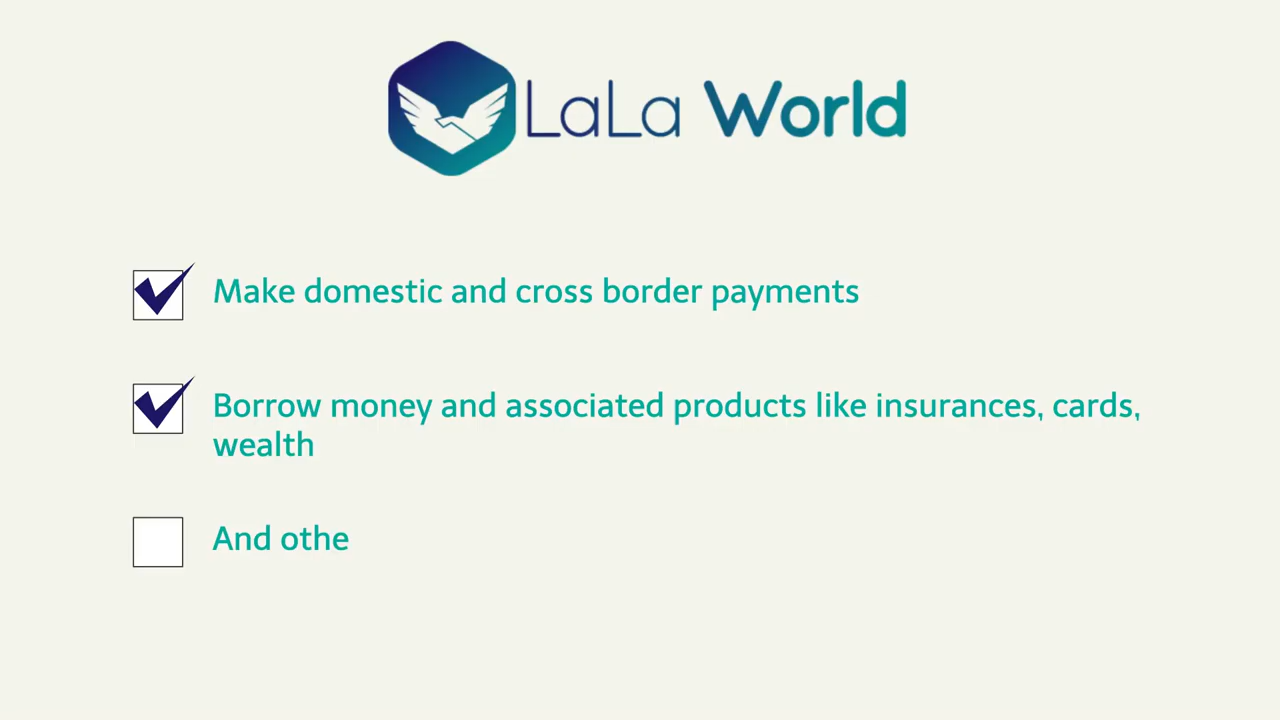 LaLa World
Make domestic and cross border payments
Borrow money and associated products like insurances, cards,
wealth
And othe